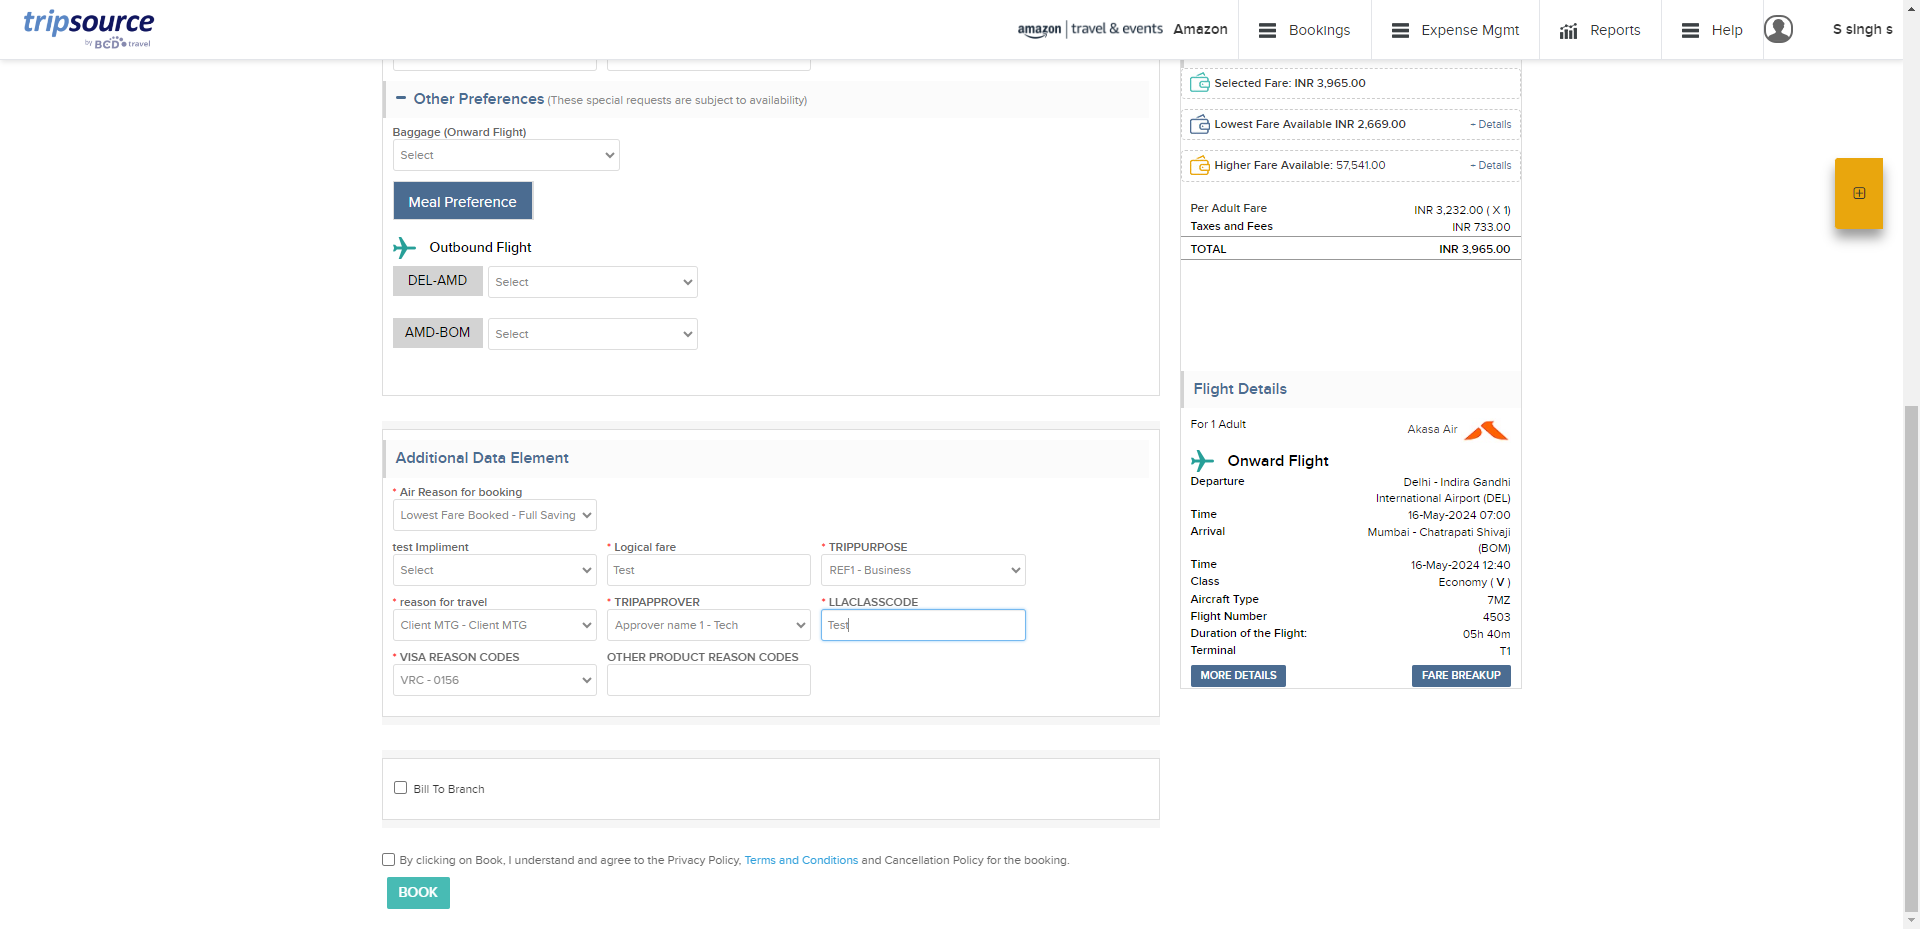 tripsource
by BCD travel
amazon | travel & events Amazon
Bookings
Expense Mgmt
Reports
Help
S singh s
Other Preferences (These special requests are subject to availability)
Baggage (Onward Flight)
Select
Meal Preference
Outbound Flight
DEL-AMD Select
AMD-BOM Select
Additional Data Element
* Air Reason for booking
Lowest Fare Booked - Full Saving
test Impliment * Logical fare * TRIPPURPOSE
Select Test REF1 - Business
* reason for travel * TRIPAPPROVER * LLACLASSCODE
Client MTG - Client MTG Approver name 1 - Tech Test
* VISA REASON CODES OTHER PRODUCT REASON CODES
VRC - 0156
Bill To Branch
By clicking on Book, I understand and agree to the Privacy Policy, Terms and Conditions and Cancellation Policy for the booking.
BOOK
Selected Fare: INR 3,965.00
Lowest Fare Available INR 2,669.00 + Details
Higher Fare Available: 57,541.00 + Details
Per Adult Fare INR 3,232.00 ( X 1)
Taxes and Fees INR 733.00
TOTAL INR 3,965.00
Flight Details
For 1 Adult Akasa Air
Onward Flight
Departure Delhi - Indira Gandhi
International Airport (DEL)
Time 16-May-2024 07:00
Arrival Mumbai - Chatrapati Shivaji
(BOM)
Time 16-May-2024 12:40
Class Economy ( V )
Aircraft Type 7MZ
Flight Number 4503
Duration of the Flight: 05h 40m
Terminal T1
MORE DETAILS FARE BREAKUP